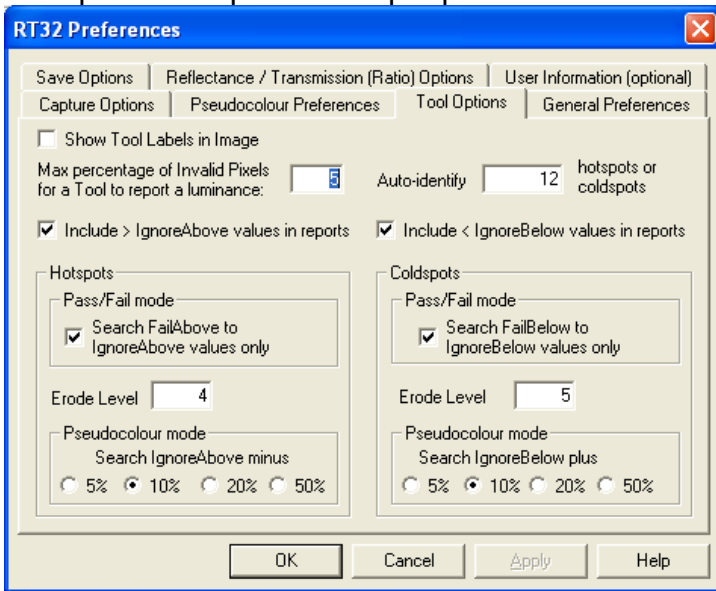 RT32 Preferences
Save Options
Reflectance / Transmission (Ratio) Options
User Information (optional)
Capture Options
Pseudocolour Preferences
Tool Options
General Preferences
Show Tool Labels in Image
Max percentage of Invalid Pixels
for a Tool to report a luminance:
5
Auto-identify
12
hotspots or
coldspots
Include > IgnoreAbove values in reports
Include < IgnoreBelow values in reports
Hotspots
Pass/Fail mode
Search FailAbove to
IgnoreAbove values only
Erode Level
4
Pseudocolour mode
Search IgnoreAbove minus
5% 10% 20% 50%
Coldspots
Pass/Fail mode
Search FailBelow to
IgnoreBelow values only
Erode Level
5
Pseudocolour mode
Search IgnoreBelow plus
5% 10% 20% 50%
OK
Cancel
Apply
Help